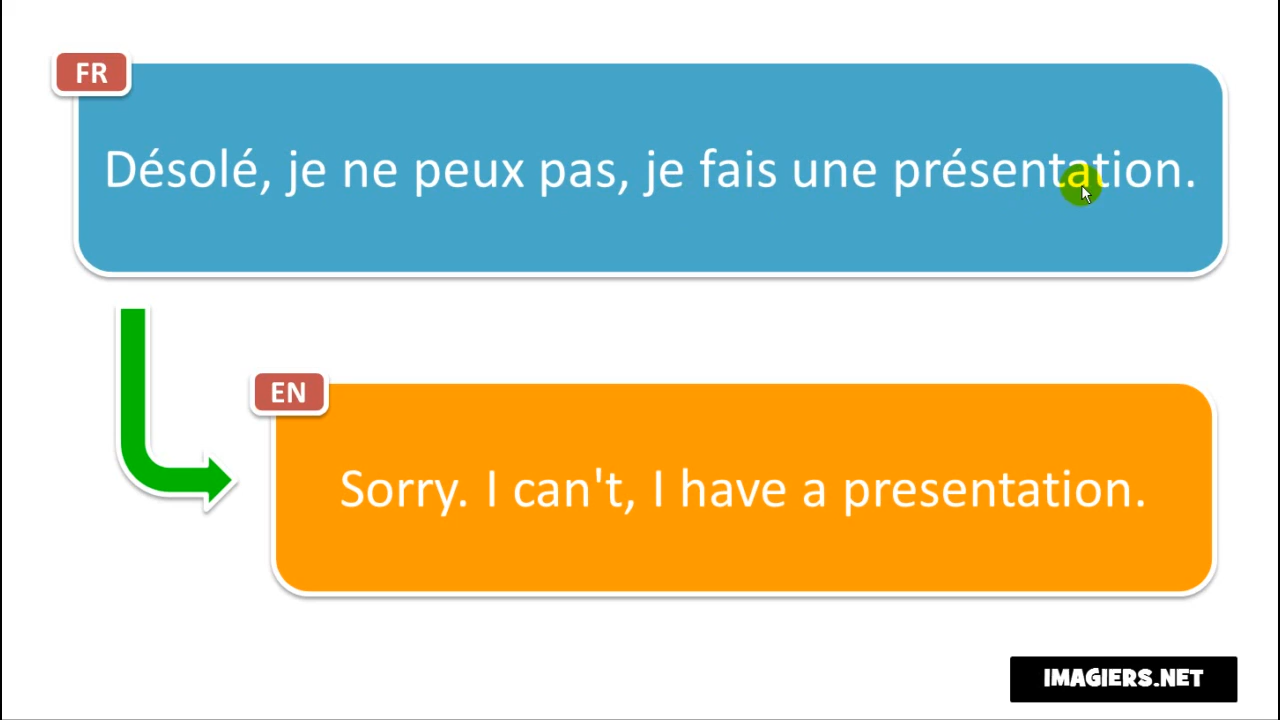 FR
Désolé, je ne peux pas, je fais une présentation.
EN
Sorry. I can't, I have a presentation.
IMAGIERS.NET